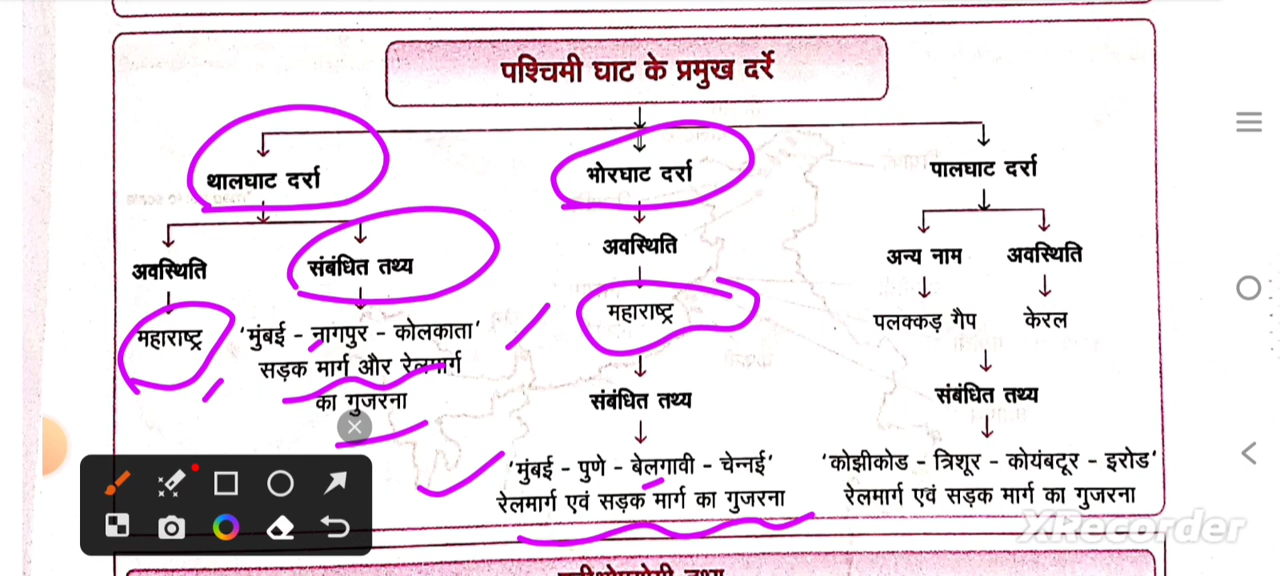 पश्चिमी घाट के प्रमुख दर्रे
थालघाट दर्रा
भोरघाट दर्रा
पालघाट दर्रा
अवस्थिति
संबंधित तथ्य
अवस्थिति
अन्य नाम
अवस्थिति
महाराष्ट्र
'मुंबई - नागपुर - कोलकाता'
सड़क मार्ग और रेलमार्ग
का गुजरना
महाराष्ट्र
पलक्कड़ गैप
केरल
संबंधित तथ्य
संबंधित तथ्य
'मुंबई - पुणे - बेलगावी - चेन्नई'
रेलमार्ग एवं सड़क मार्ग का गुजरना
'कोझीकोड - त्रिशूर - कोयंबटूर - इरोड'
रेलमार्ग एवं सड़क मार्ग का गुजरना
XRecorder